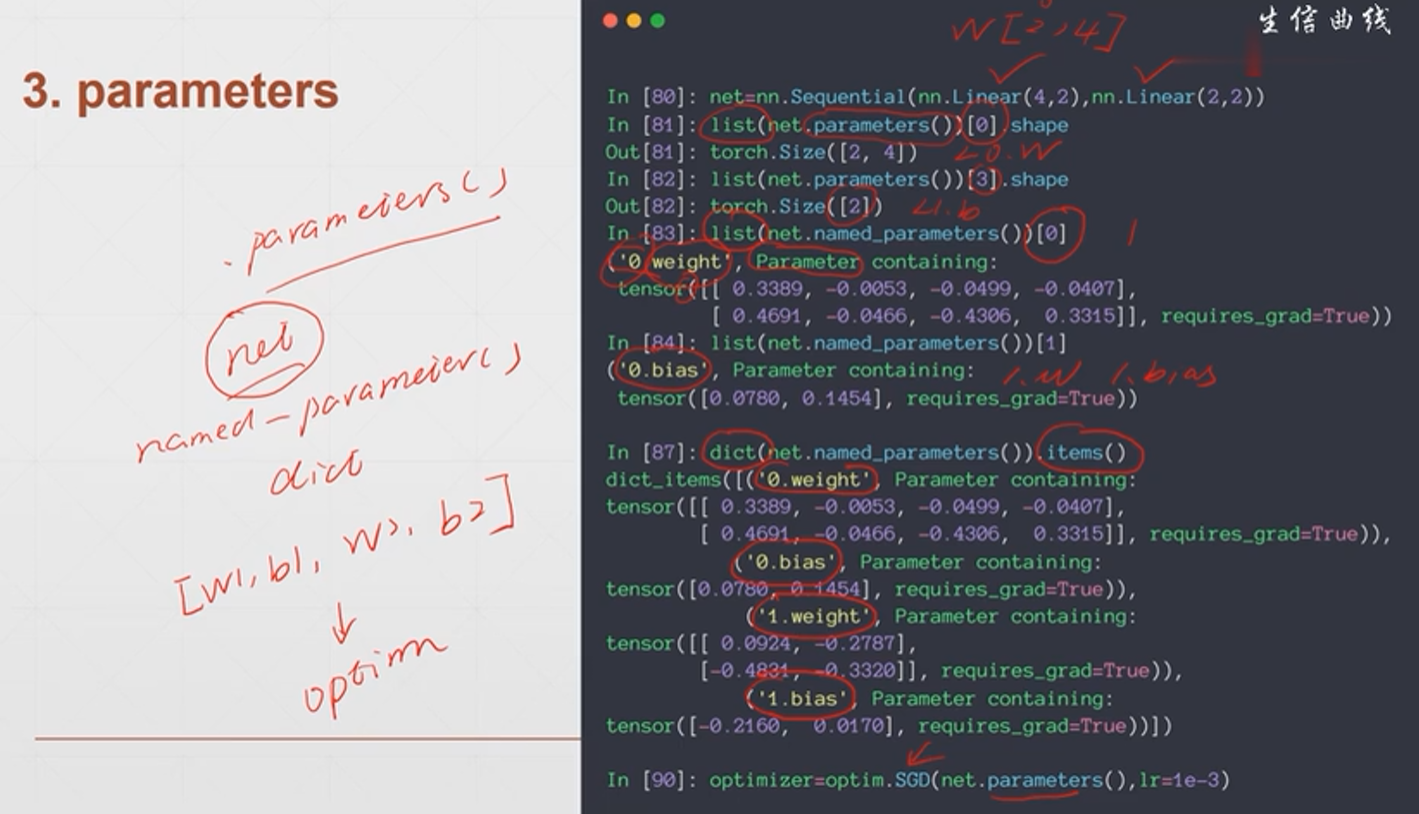 3. parameters
.parameters()
net
named-parameter()
dict
[w1, b1, w2, b2]
↓
optim
生信曲线
W[2,4]
In [80]: net=nn.Sequential(nn.Linear(4,2),nn.Linear(2,2))
In [81]: list(net.parameters())[0].shape
Out[81]: torch.Size([2, 4]) L0.W
In [82]: list(net.parameters())[3].shape
Out[82]: torch.Size([2]) L1.b
In [83]: list(net.named_parameters())[0]
('0.weight', Parameter containing:
tensor([[ 0.3389, -0.0053, -0.0499, -0.0407],
[ 0.4691, -0.0466, -0.4306, 0.3315]], requires_grad=True))
In [84]: list(net.named_parameters())[1]
('0.bias', Parameter containing: 1.w 1.bias
tensor([0.0780, 0.1454], requires_grad=True))
In [87]: dict(net.named_parameters()).items()
dict_items([('0.weight', Parameter containing:
tensor([[ 0.3389, -0.0053, -0.0499, -0.0407],
[ 0.4691, -0.0466, -0.4306, 0.3315]], requires_grad=True)),
('0.bias', Parameter containing:
tensor([0.0780, 0.1454], requires_grad=True)),
('1.weight', Parameter containing:
tensor([[ 0.0924, -0.2787],
[-0.4831, -0.3320]], requires_grad=True)),
('1.bias', Parameter containing:
tensor([-0.2160, 0.0170], requires_grad=True))])
In [90]: optimizer=optim.SGD(net.parameters(),lr=1e-3)